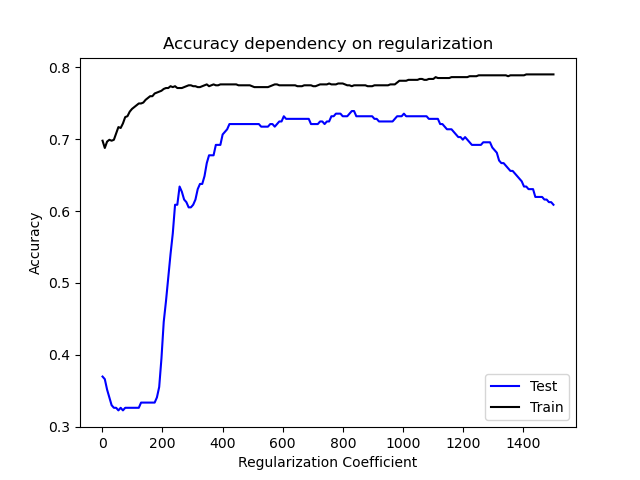 Accuracy dependency on regularization
0.8
0.7
0.6
0.5
0.4
0.3
Accuracy
0
200
400
600
800
1000
1200
1400
Regularization Coefficient
Test
Train